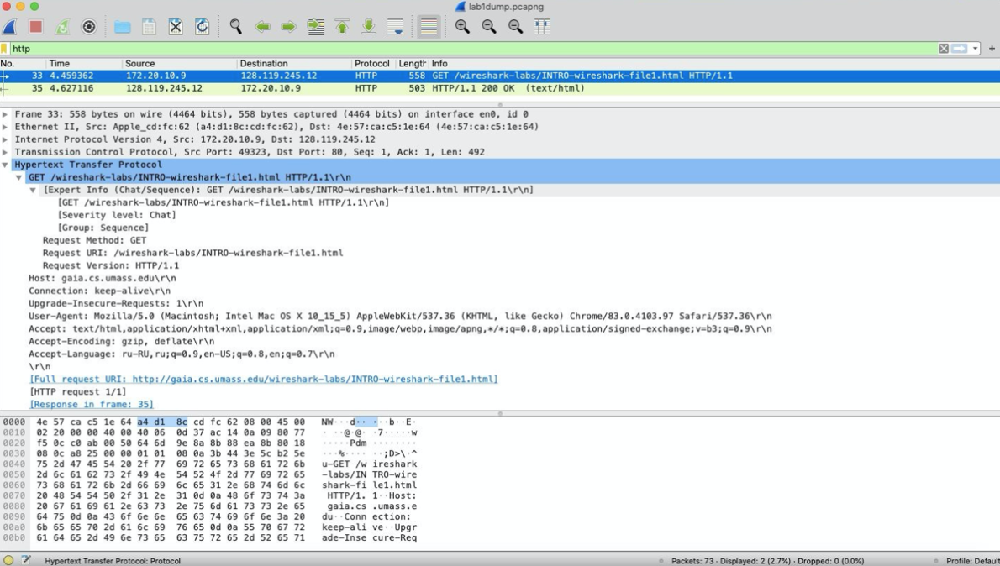 lab1dump.pcapng
http
No. Time Source Destination Protocol Length Info
33 4.459362 172.20.10.9 128.119.245.12 HTTP 558 GET /wireshark-labs/INTRO-wireshark-file1.html HTTP/1.1
35 4.627116 128.119.245.12 172.20.10.9 HTTP 503 HTTP/1.1 200 OK (text/html)
Frame 33: 558 bytes on wire (4464 bits), 558 bytes captured (4464 bits) on interface en0, id 0
Ethernet II, Src: Apple_cd:fc:62 (a4:d1:8c:cd:fc:62), Dst: 4e:57:ca:c5:1e:64 (4e:57:ca:c5:1e:64)
Internet Protocol Version 4, Src: 172.20.10.9, Dst: 128.119.245.12
Transmission Control Protocol, Src Port: 49323, Dst Port: 80, Seq: 1, Ack: 1, Len: 492
Hypertext Transfer Protocol
GET /wireshark-labs/INTRO-wireshark-file1.html HTTP/1.1\r\n
[Expert Info (Chat/Sequence): GET /wireshark-labs/INTRO-wireshark-file1.html HTTP/1.1\r\n]
[GET /wireshark-labs/INTRO-wireshark-file1.html HTTP/1.1\r\n]
[Severity level: Chat]
[Group: Sequence]
Request Method: GET
Request URI: /wireshark-labs/INTRO-wireshark-file1.html
Request Version: HTTP/1.1
Host: gaia.cs.umass.edu\r\n
Connection: keep-alive\r\n
Upgrade-Insecure-Requests: 1\r\n
User-Agent: Mozilla/5.0 (Macintosh; Intel Mac OS X 10_15_5) AppleWebKit/537.36 (KHTML, like Gecko) Chrome/83.0.4103.97 Safari/537.36\r\n
Accept: text/html,application/xhtml+xml,application/xml;q=0.9,image/webp,image/apng,*/*;q=0.8,application/signed-exchange;v=b3;q=0.9\r\n
Accept-Encoding: gzip, deflate\r\n
Accept-Language: ru-RU,ru;q=0.9,en-US;q=0.8,en;q=0.7\r\n
\r\n
[Full request URI: http://gaia.cs.umass.edu/wireshark-labs/INTRO-wireshark-file1.html]
[HTTP request 1/1]
[Response in frame: 35]
0000 4e 57 ca c5 1e 64 a4 d1 8c cd fc 62 08 00 45 00 NW···d·· ···b··E·
0010 02 20 00 00 40 00 40 06 0d 37 ac 14 0a 09 80 77 · ··@·@· ·7·····w
0020 f5 0c c0 ab 00 50 64 6d 9e 8a 8b 88 ea 8b 80 18 ·····Pdm ········
0030 08 0c a8 25 00 00 01 01 08 0a 3b 44 3e 5c b2 5e ···%···· ··;D>\·^
0040 75 2d 47 45 54 20 2f 77 69 72 65 73 68 61 72 6b u-GET /w ireshark
0050 2d 6c 61 62 73 2f 49 4e 54 52 4f 2d 77 69 72 65 -labs/IN TRO-wire
0060 73 68 61 72 6b 2d 66 69 6c 65 31 2e 68 74 6d 6c shark-fi le1.html
0070 20 48 54 54 50 2f 31 2e 31 0d 0a 48 6f 73 74 3a HTTP/1. 1··Host:
0080 20 67 61 69 61 2e 63 73 2e 75 6d 61 73 73 2e 65 gaia.cs .umass.e
0090 64 75 0d 0a 43 6f 6e 6e 65 63 74 69 6f 6e 3a 20 du··Conn ection:
00a0 6b 65 65 70 2d 61 6c 69 76 65 0d 0a 55 70 67 72 keep-ali ve··Upgr
00b0 61 64 65 2d 49 6e 73 65 63 75 72 65 2d 52 65 71 ade-Inse cure-Req
Hypertext Transfer Protocol: Protocol Packets: 73 · Displayed: 2 (2.7%) · Dropped: 0 (0.0%) Profile: Default